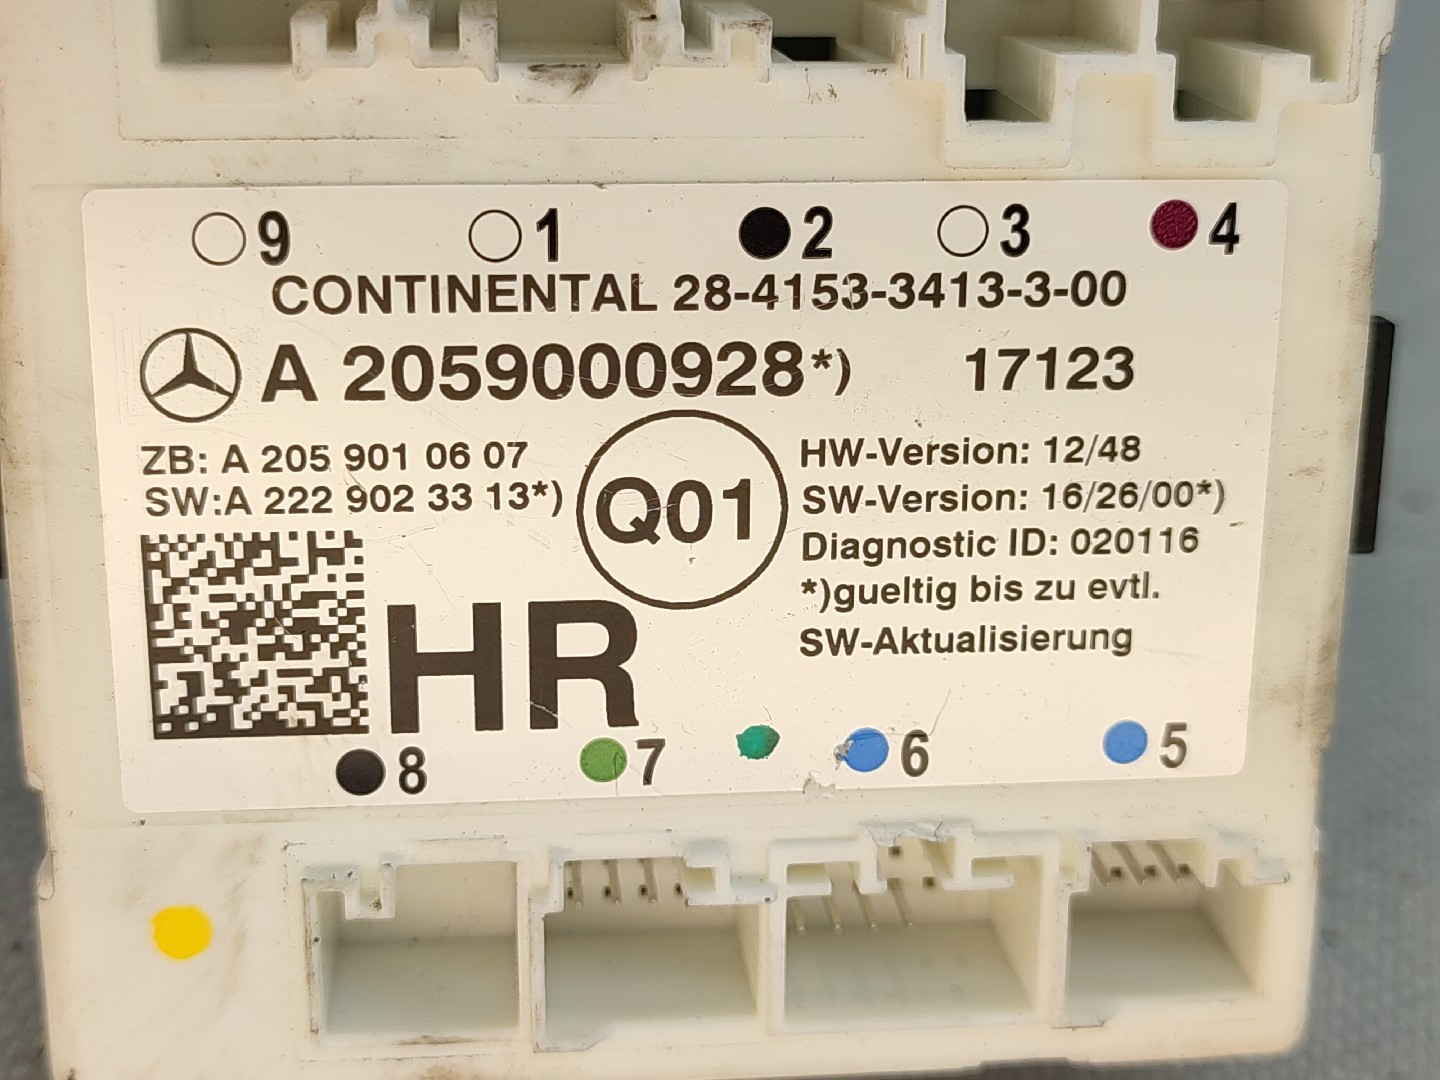 9 1 2 3 4
CONTINENTAL 28-4153-3413-3-00
A 2059000928*) 17123
ZB: A 205 901 06 07
SW:A 222 902 33 13*)
Q01
HW-Version: 12/48
SW-Version: 16/26/00*)
Diagnostic ID: 020116
*)gueltig bis zu evtl.
SW-Aktualisierung
HR
8 7 6 5